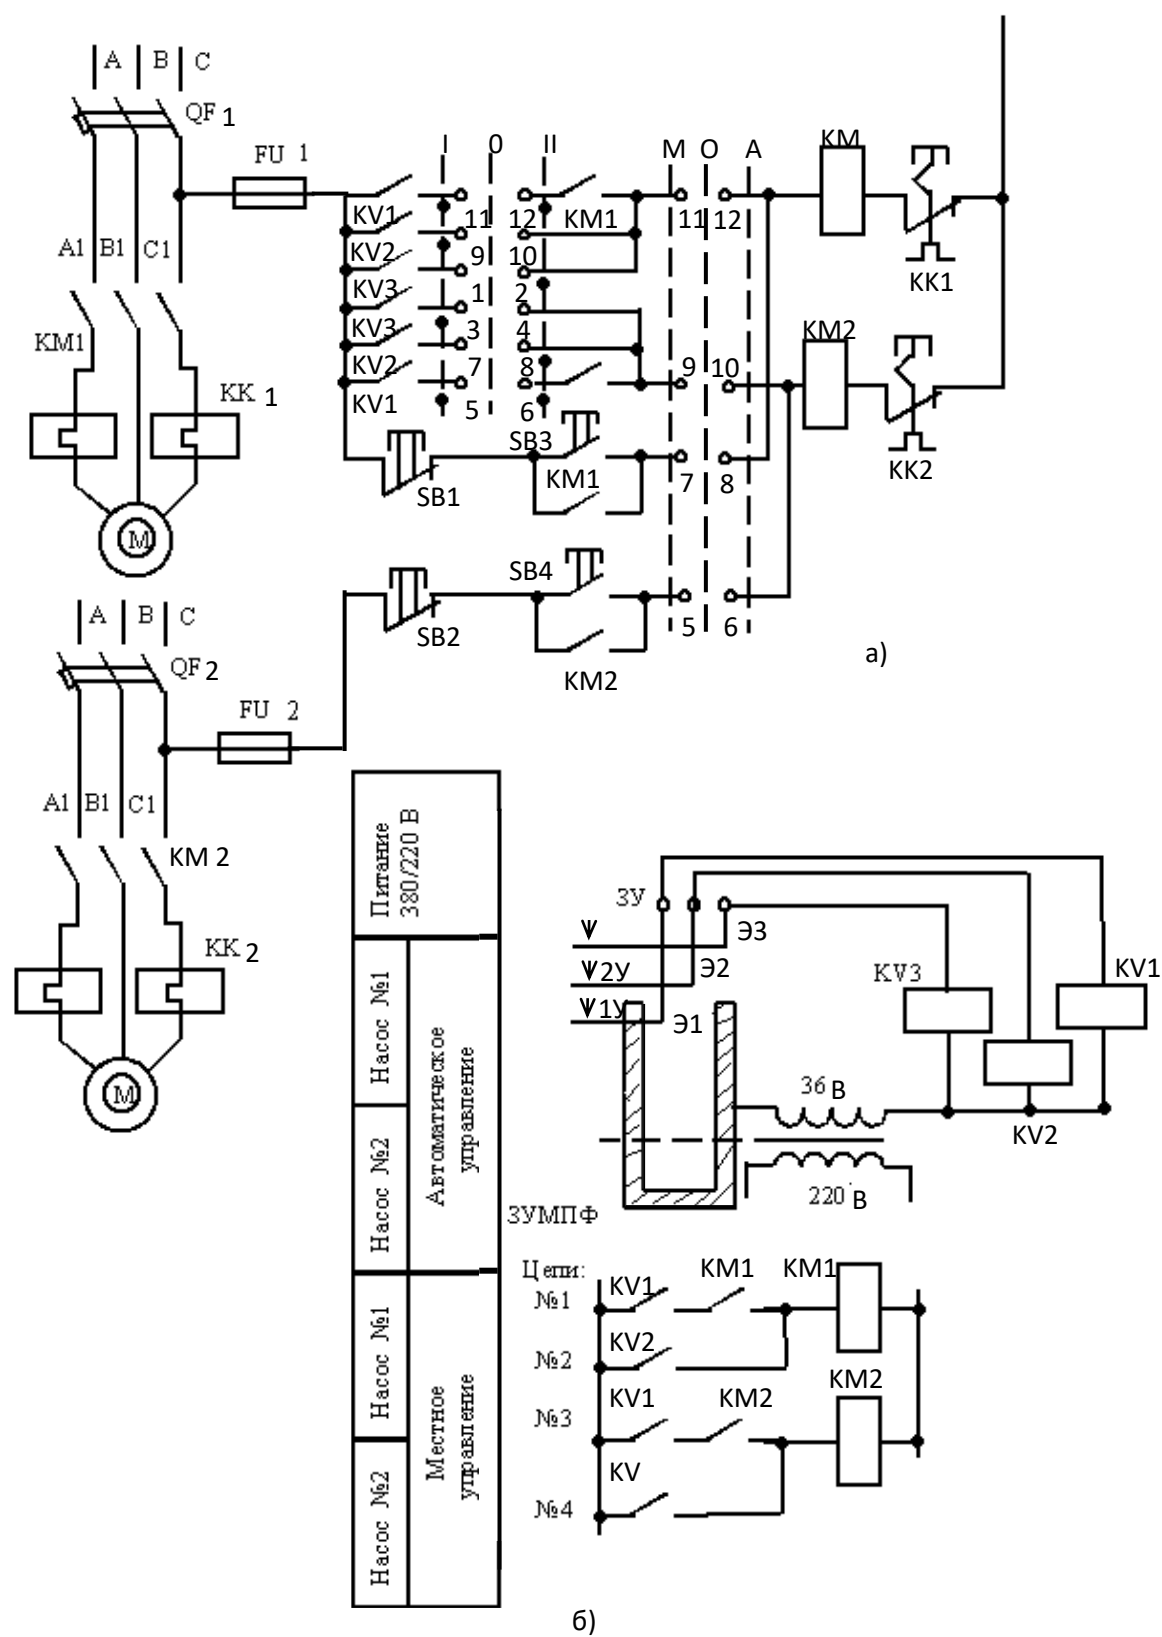 A B C
QF 1
FU 1
I 0 II
M O A
KM
KV1 11 12 KM1 11 12
A1 B1 C1
KV2 9 10
KK1
KV3 1 2
KM1
KV3 3 4
KM2
KV2 7 8
9 10
KV1 5 6
KK 1
SB3
KM1
SB1
7 8
KK2
M
SB4
A B C
SB2
5 6
а)
QF 2
KM2
FU 2
A1 B1 C1
KM 2
Питание
380/220 В
ЗУ
Э3
KK 2
2У Э2
KV3
KV1
1У Э1
Насос №1
Автоматическое
управление
36 В
M
KV2
Насос №2
220 В
ЗУМПФ
Цепи:
№1 KV1 KM1 KM1
Насос №1
Местное
управление
№2 KV2
KM2
№3 KV1 KM2
KV
Насос №2
№4
б)